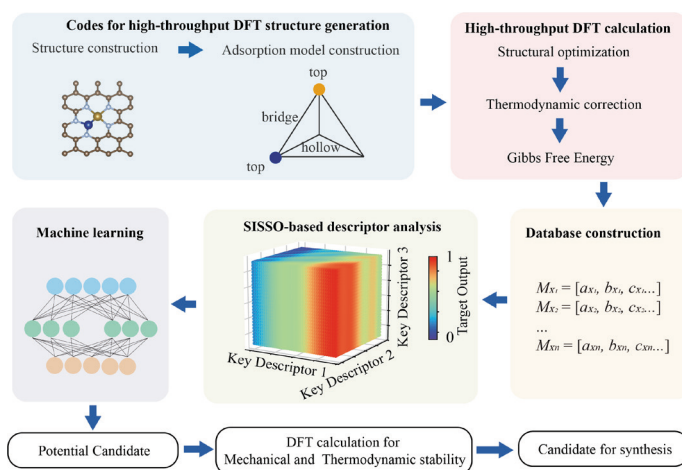 Codes for high-throughput DFT structure generation
Structure construction
Adsorption model construction
top
bridge
hollow
top
High-throughput DFT calculation
Structural optimization
Thermodynamic correction
Gibbs Free Energy
Machine learning
SISSO-based descriptor analysis
1
0
Target Output
Key Descriptor 3
Key Descriptor 1
Key Descriptor 2
Database construction
Mx₁ = [ax₁, bx₁, cx₁...]
Mx₂ = [ax₂, bx₂, cx₂...]
...
Mxn = [axn, bxn, cxn...]
Potential Candidate
DFT calculation for
Mechanical and Thermodynamic stability
Candidate for synthesis